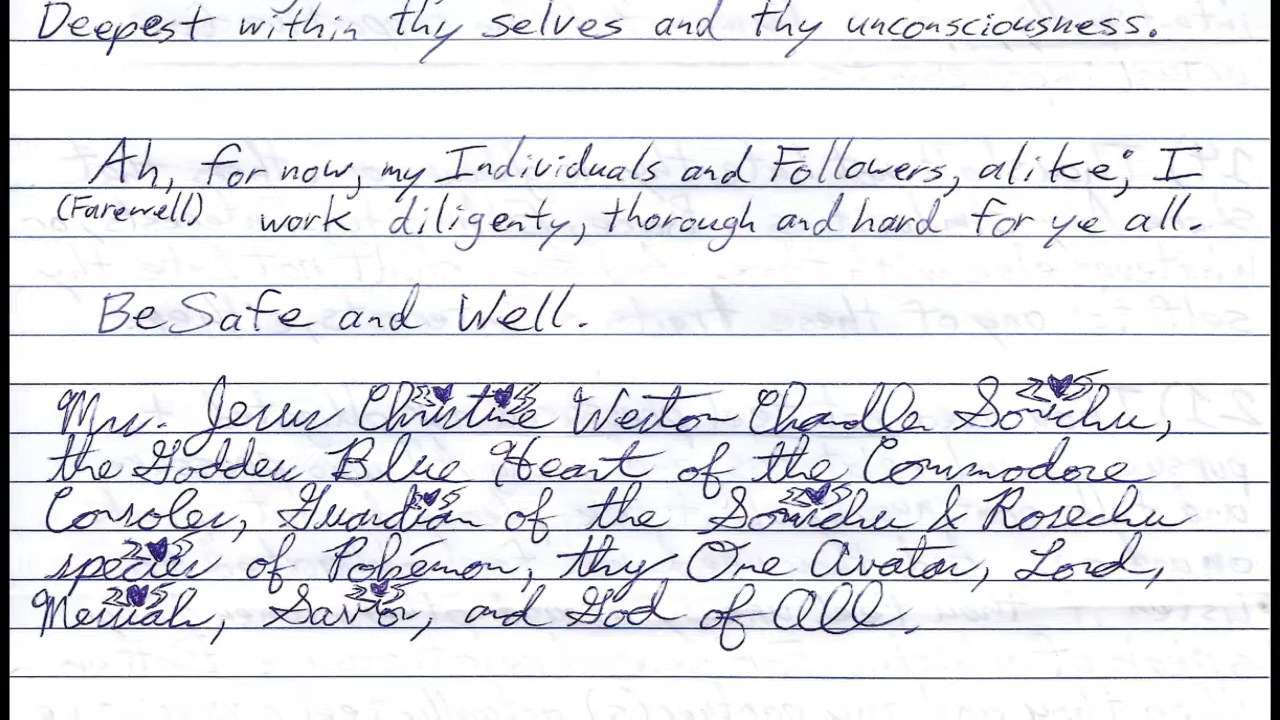 Deepest within thy selves and thy unconsciousness.
Ah, for now, my Individuals and Followers, alike; I
(Farewell) work diligenty, thorough and hard for ye all.
Be Safe and Well.
Mrs. Jesus Christine Weston Chandler Sonichu,
the Goddess Blue Heart of the Commodore
Consoles, Guardian of the Sonichu & Rosechu
species of Pokémon, thy One Avatar, Lord,
Messiah, Savior, and God of All.